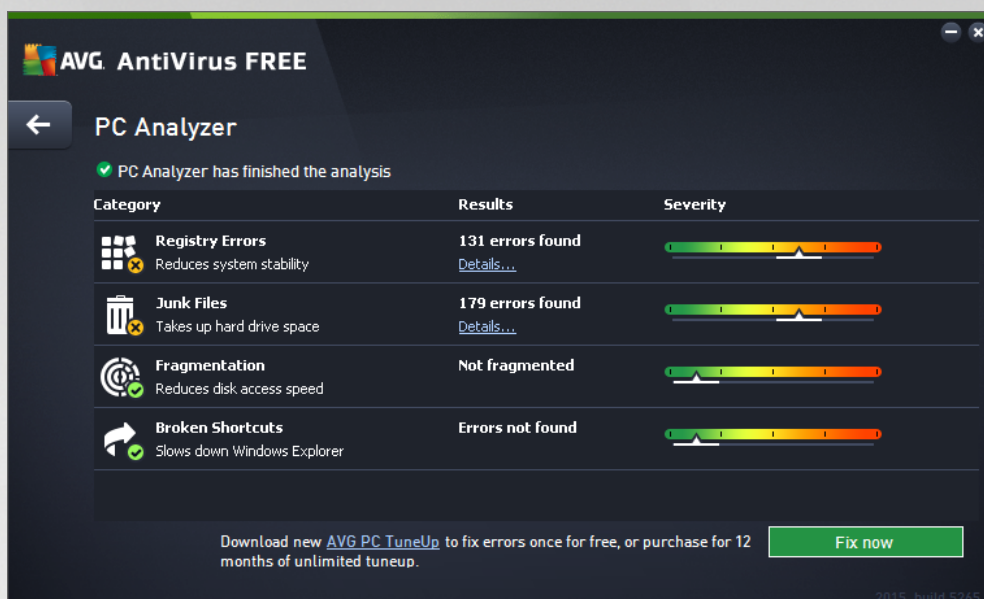 AVG. AntiVirus FREE
PC Analyzer
PC Analyzer has finished the analysis
Category Results Severity
Registry Errors 131 errors found
Reduces system stability Details...
Junk Files 179 errors found
Takes up hard drive space Details...
Fragmentation Not fragmented
Reduces disk access speed
Broken Shortcuts Errors not found
Slows down Windows Explorer
Download new AVG PC TuneUp to fix errors once for free, or purchase for 12
months of unlimited tuneup.
Fix now
2015, build 5265